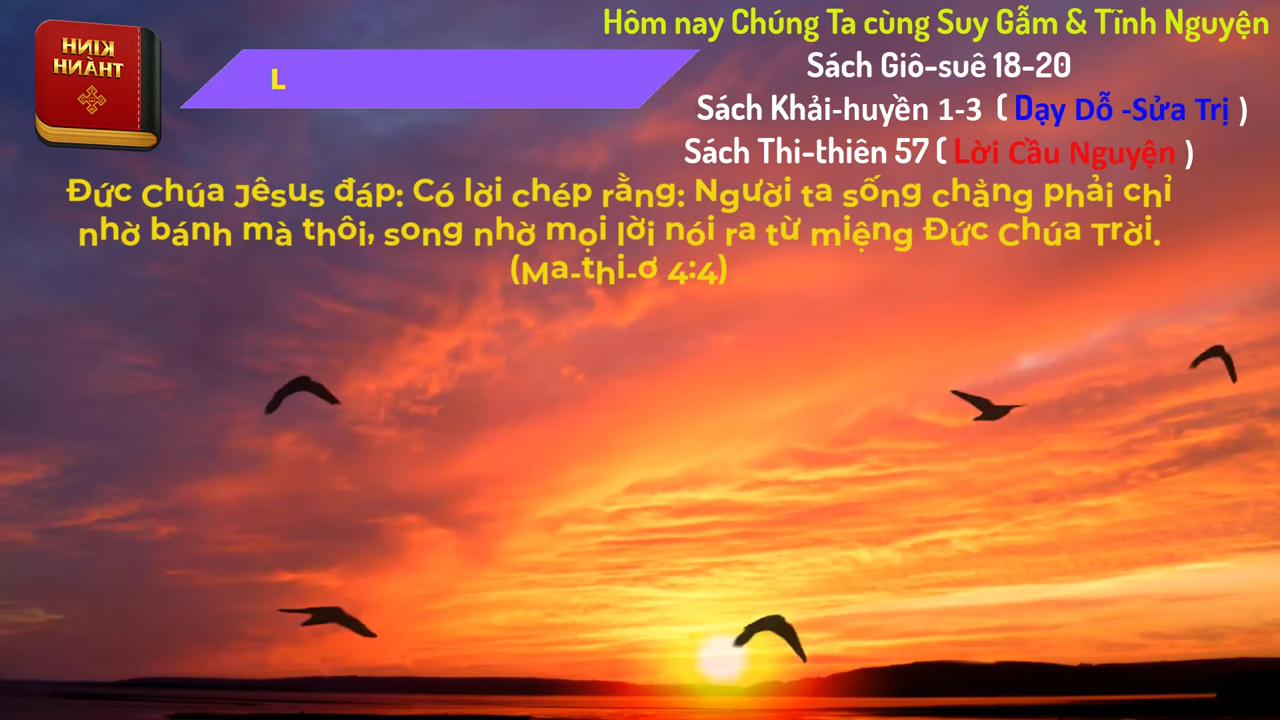 KINH
THÁNH
L
Hôm nay Chúng Ta cùng Suy Gẫm & Tĩnh Nguyện
Sách Giô-suê 18-20
Sách Khải-huyền 1-3 ( Dạy Dỗ -Sửa Trị )
Sách Thi-thiên 57 ( Lời Cầu Nguyện )
Đức Chúa Jêsus đáp: Có lời chép rằng: Người ta sống chẳng phải chỉ
nhờ bánh mà thôi, song nhờ mọi lời nói ra từ miệng Đức Chúa Trời.
(Ma-thi-ơ 4:4)